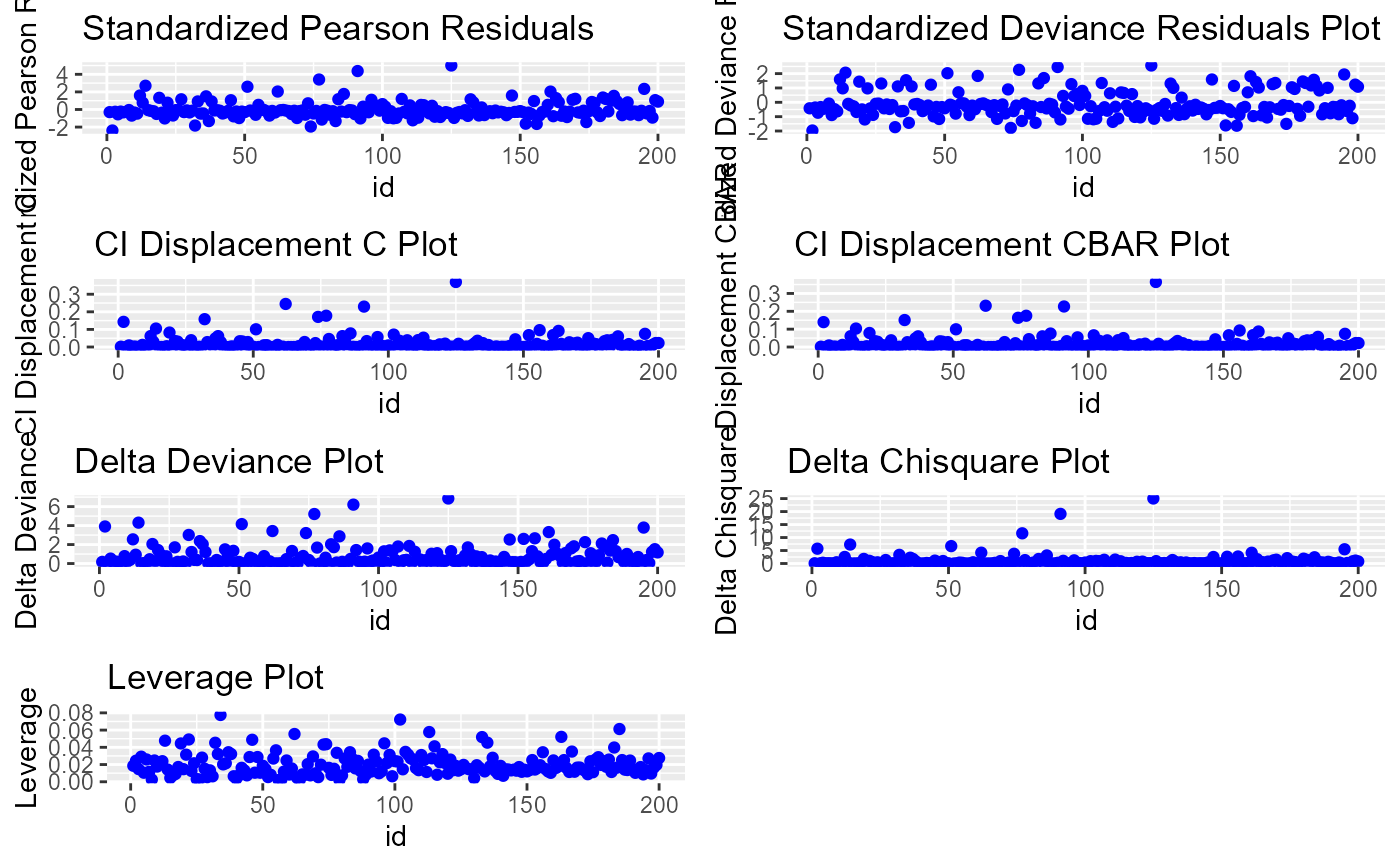 Standardized Pearson Residuals
4
2
0
-2
0 50 100 150 200
id
Standardized Deviance Residuals Plot
2
1
0
-1
-2
0 50 100 150 200
id
CI Displacement C Plot
CI Displacement
0.3
0.2
0.1
0.0
0 50 100 150 200
id
CI Displacement CBAR Plot
Displacement CBAR
0.3
0.2
0.1
0.0
0 50 100 150 200
id
Delta Deviance Plot
Delta Deviance
6
4
2
0
0 50 100 150 200
id
Delta Chisquare Plot
Delta Chisquare
25
20
15
10
5
0
0 50 100 150 200
id
Leverage Plot
Leverage
0.08
0.06
0.04
0.02
0.00
0 50 100 150 200
id